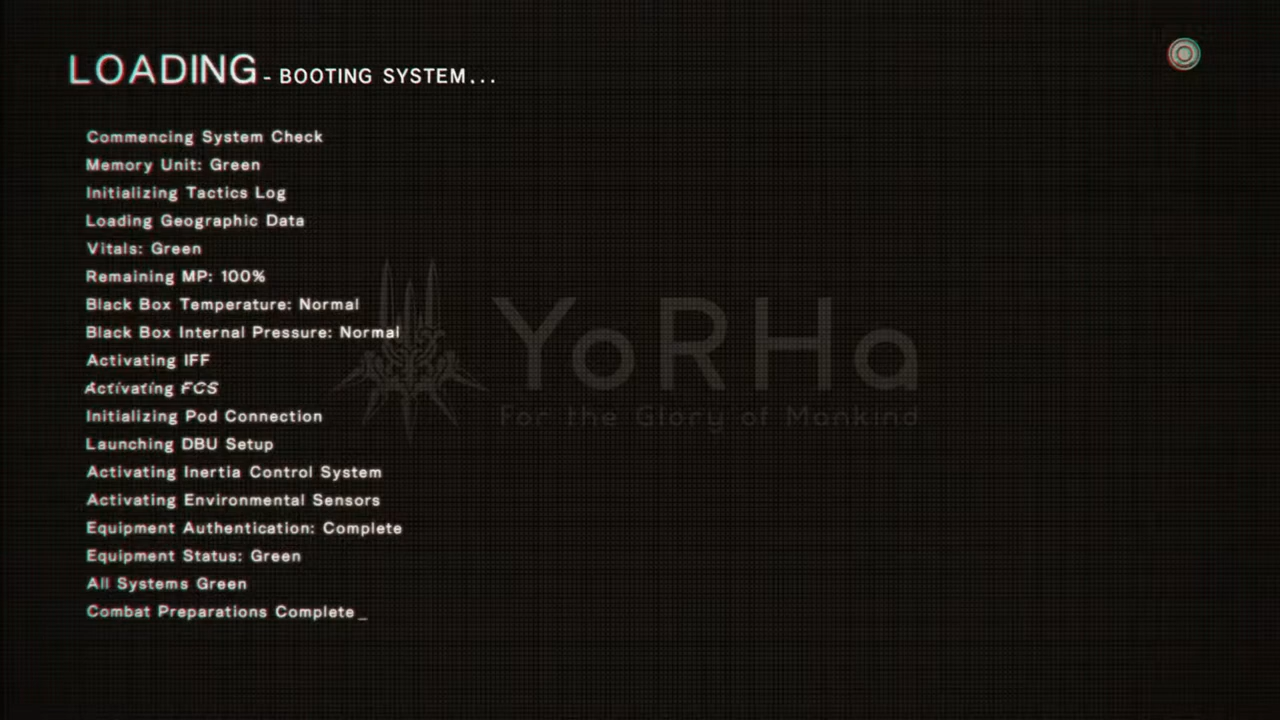 LOADING - BOOTING SYSTEM...
Commencing System Check
Memory Unit: Green
Initializing Tactics Log
Loading Geographic Data
Vitals: Green
Remaining MP: 100%
Black Box Temperature: Normal
Black Box Internal Pressure: Normal
Activating IFF
Activating FCS
Initializing Pod Connection
Launching DBU Setup
Activating Inertia Control System
Activating Environmental Sensors
Equipment Authentication: Complete
Equipment Status: Green
All Systems Green
Combat Preparations Complete_
YoRHa
For the Glory of Mankind